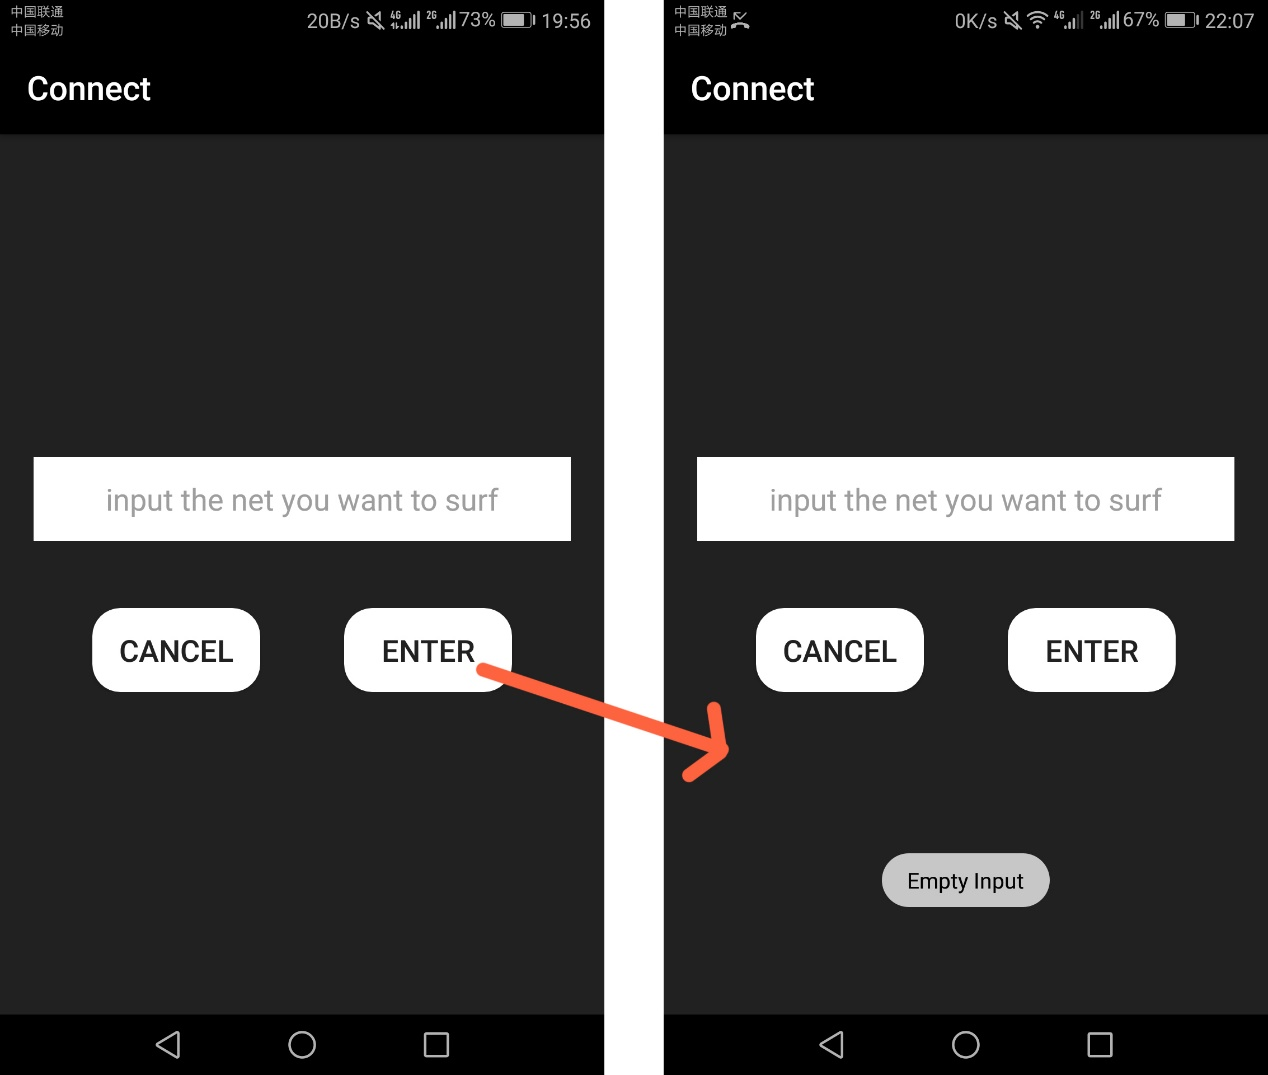 中国联通
中国移动
20B/s 4G 2G 73% 19:56
Connect
input the net you want to surf
CANCEL
ENTER
中国联通
中国移动
0K/s 4G 2G 67% 22:07
Connect
input the net you want to surf
CANCEL
ENTER
Empty Input